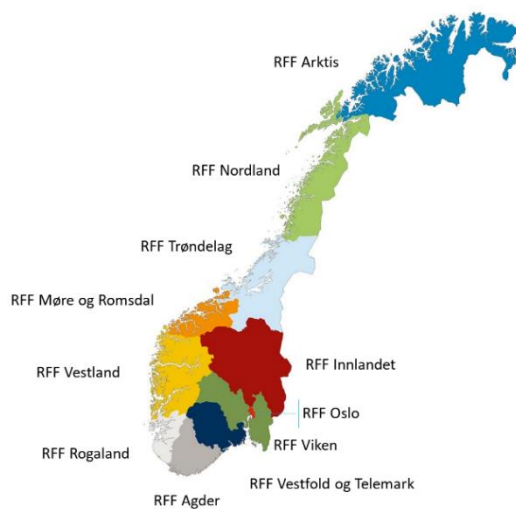 RFF Arktis
RFF Nordland
RFF Trøndelag
RFF Møre og Romsdal
RFF Vestland
RFF Innlandet
RFF Oslo
RFF Viken
RFF Rogaland
RFF Vestfold og Telemark
RFF Agder